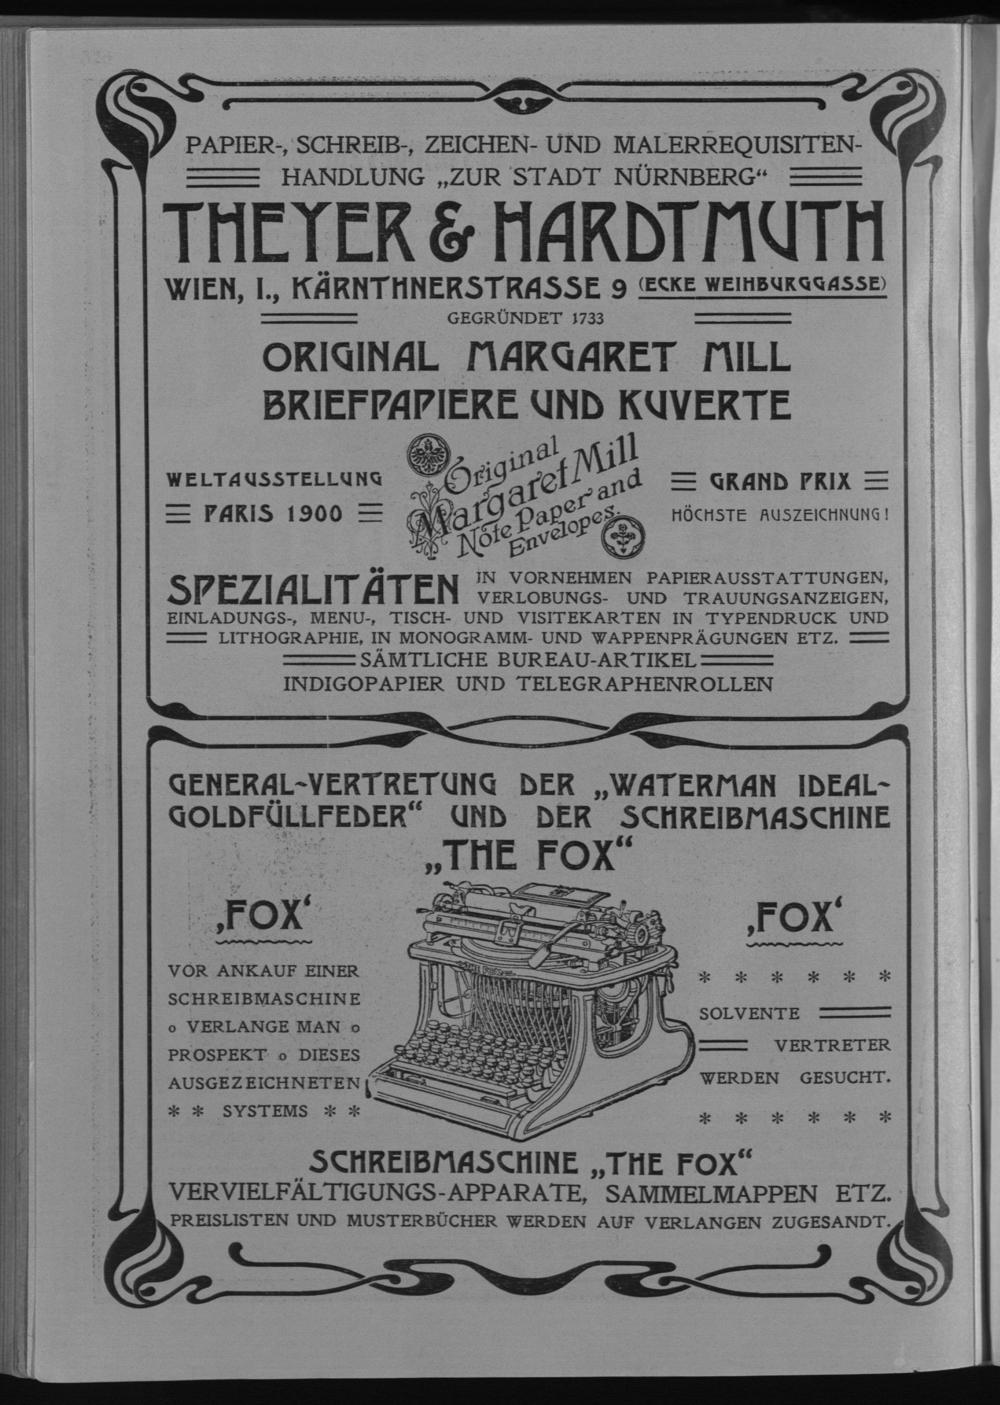 PAPIER-, SCHREIB-, ZEICHEN- UND MALERREQUISITEN-
HANDLUNG „ZUR STADT NÜRNBERG“
THEYER & HARDTMUTH
WIEN, I., KÄRNTHNERSTRASSE 9 (ECKE WEIHBURGGASSE)
GEGRÜNDET 1733
ORIGINAL MARGARET MILL
BRIEFPAPIERE UND KUVERTE
WELTAUSSTELLUNG
PARIS 1900
Original
Margaret Mill
Note Paper and
Envelopes.
GRAND PRIX
HÖCHSTE AUSZEICHNUNG!
SPEZIALITÄTEN IN VORNEHMEN PAPIERAUSSTATTUNGEN,
VERLOBUNGS- UND TRAUUNGSANZEIGEN,
EINLADUNGS-, MENU-, TISCH- UND VISITEKARTEN IN TYPENDRUCK UND
LITHOGRAPHIE, IN MONOGRAMM- UND WAPPENPRÄGUNGEN ETZ.
SÄMTLICHE BUREAU-ARTIKEL
INDIGOPAPIER UND TELEGRAPHENROLLEN
GENERAL-VERTRETUNG DER „WATERMAN IDEAL-
GOLDFÜLLFEDER“ UND DER SCHREIBMASCHINE
„THE FOX“
‚FOX‘
VOR ANKAUF EINER
SCHREIBMASCHINE
o VERLANGE MAN o
PROSPEKT o DIESES
AUSGEZEICHNETEN
* * SYSTEMS * *
‚FOX‘
* * * * * *
SOLVENTE
VERTRETER
WERDEN GESUCHT.
* * * * * *
SCHREIBMASCHINE „THE FOX“
VERVIELFÄLTIGUNGS-APPARATE, SAMMELMAPPEN ETZ.
PREISLISTEN UND MUSTERBÜCHER WERDEN AUF VERLANGEN ZUGESANDT.